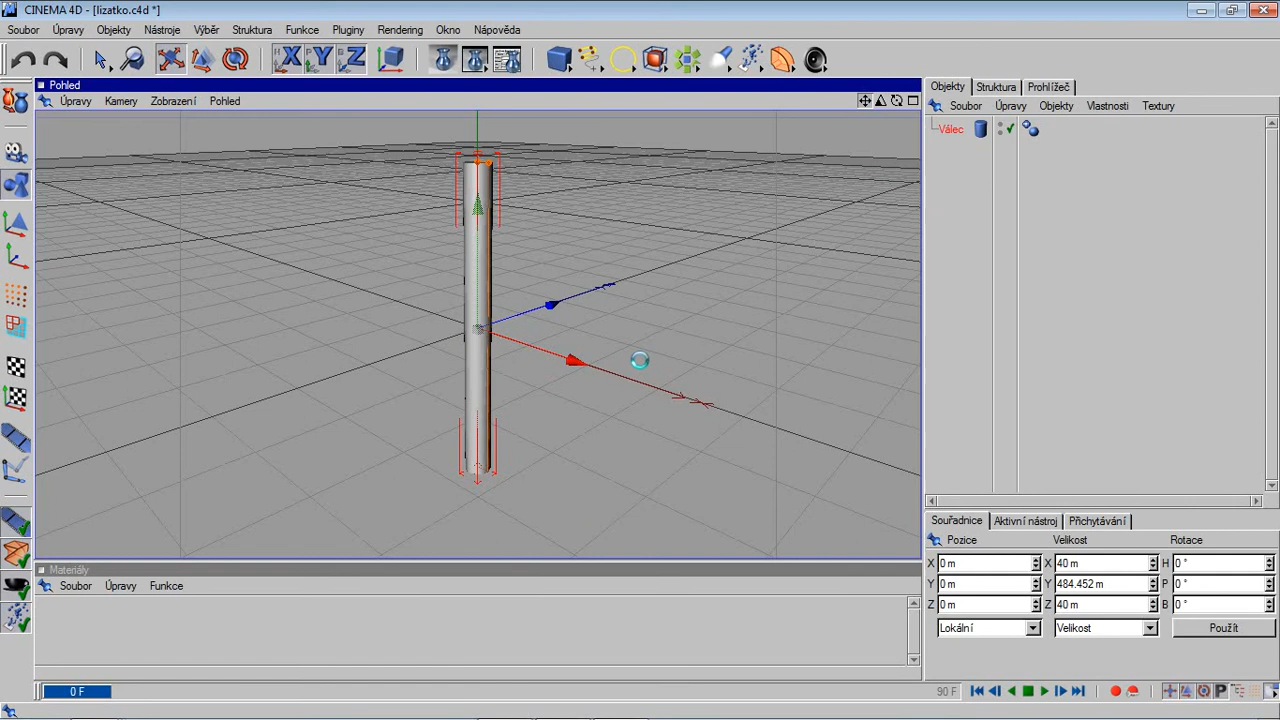 CINEMA 4D - [lizatko.c4d *]
Soubor Úpravy Objekty Nástroje Výběr Struktura Funkce Pluginy Rendering Okno Nápověda
X Y Z
Pohled
Úpravy Kamery Zobrazení Pohled
Objekty Struktura Prohlížeč
Soubor Úpravy Objekty Vlastnosti Textury
Válec
Souřadnice Aktivní nástroj Přichytávání
Pozice Velikost Rotace
X 0 m X 40 m H 0 °
Y 0 m Y 484.452 m P 0 °
Z 0 m Z 40 m B 0 °
Lokální Velikost Použít
Materiály
Soubor Úpravy Funkce
0 F 90 F
P